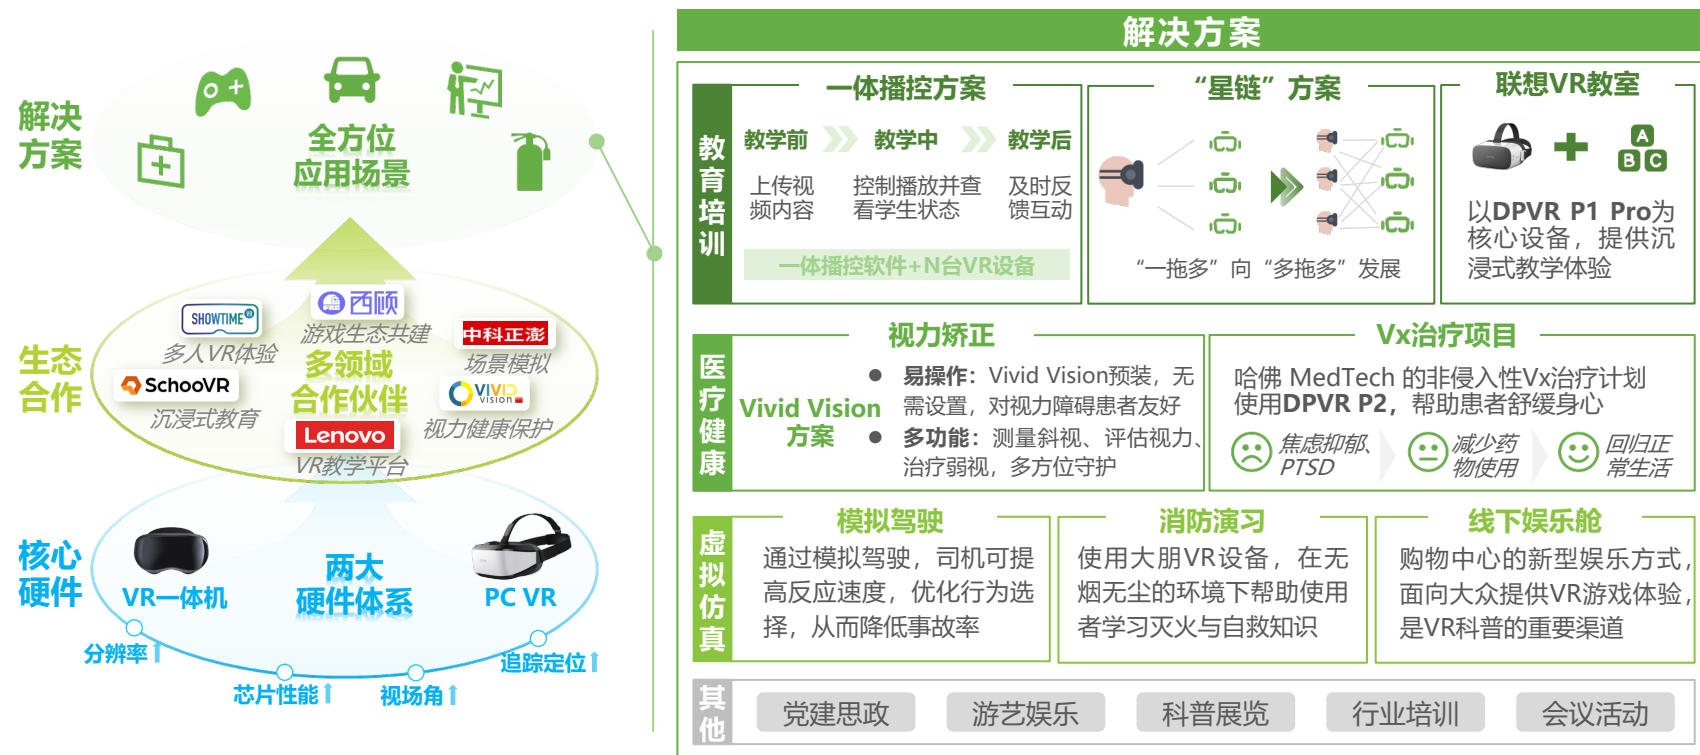 解决
方案
全方位
应用场景
生态
合作
SHOWTIME VR
多人VR体验
西顾
游戏生态共建
中科正澎
场景模拟
SchooVR
沉浸式教育
多领域
合作伙伴
VIVID
VISION
视力健康保护
Lenovo
VR教学平台
核心
硬件
VR一体机
两大
硬件体系
PC VR
分辨率
芯片性能
视场角
追踪定位
解决方案
教育培训
一体播控方案
教学前
教学中
教学后
上传视
频内容
控制播放并查
看学生状态
及时反
馈互动
一体播控软件+N台VR设备
“星链”方案
“一拖多”向“多拖多”发展
联想VR教室
A
B C
以DPVR P1 Pro为
核心设备，提供沉
浸式教学体验
医疗健康
视力矫正
Vivid Vision
方案
● 易操作：Vivid Vision预装，无
需设置，对视力障碍患者友好
● 多功能：测量斜视、评估视力、
治疗弱视，多方位守护
Vx治疗项目
哈佛 MedTech 的非侵入性Vx治疗计划
使用DPVR P2，帮助患者舒缓身心
焦虑抑郁、
PTSD
减少药
物使用
回归正
常生活
虚拟仿真
模拟驾驶
通过模拟驾驶，司机可提
高反应速度，优化行为选
择，从而降低事故率
消防演习
使用大朋VR设备，在无
烟无尘的环境下帮助使用
者学习灭火与自救知识
线下娱乐舱
购物中心的新型娱乐方式，
面向大众提供VR游戏体验，
是VR科普的重要渠道
其他
党建思政
游艺娱乐
科普展览
行业培训
会议活动